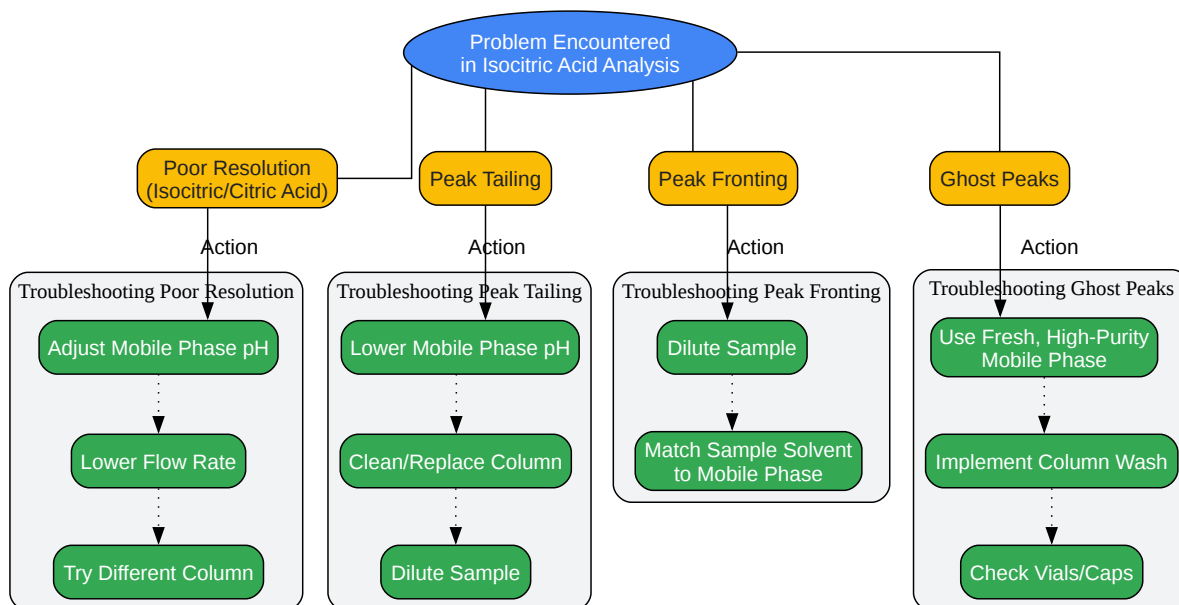 Problem Encountered
in Isocitric Acid Analysis
Poor Resolution
(Isocitric/Citric Acid)
Peak Tailing
Peak Fronting
Ghost Peaks
Action
Action
Action
Action
Troubleshooting Poor Resolution
Adjust Mobile Phase pH
Lower Flow Rate
Try Different Column
Troubleshooting Peak Tailing
Lower Mobile Phase pH
Clean/Replace Column
Dilute Sample
Troubleshooting Peak Fronting
Dilute Sample
Match Sample Solvent
to Mobile Phase
Troubleshooting Ghost Peaks
Use Fresh, High-Purity
Mobile Phase
Implement Column Wash
Check Vials/Caps